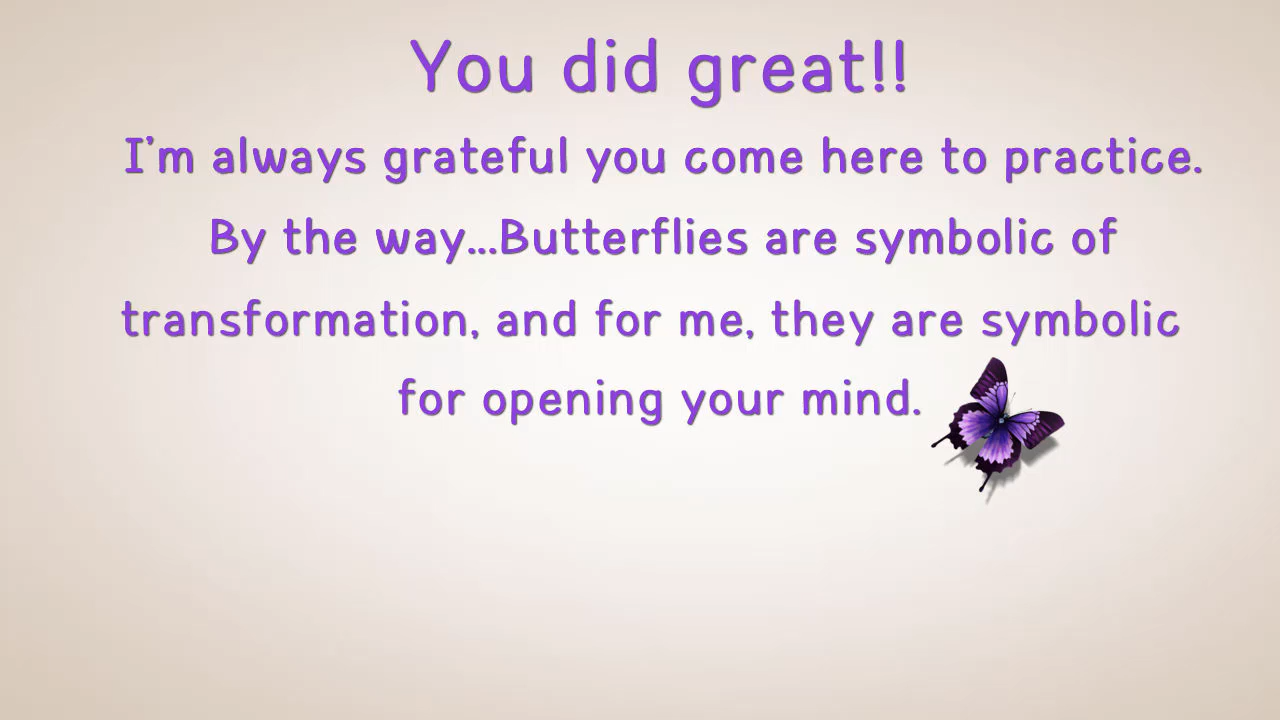 You did great!!
I'm always grateful you come here to practice.
By the way...Butterflies are symbolic of
transformation, and for me, they are symbolic
for opening your mind.